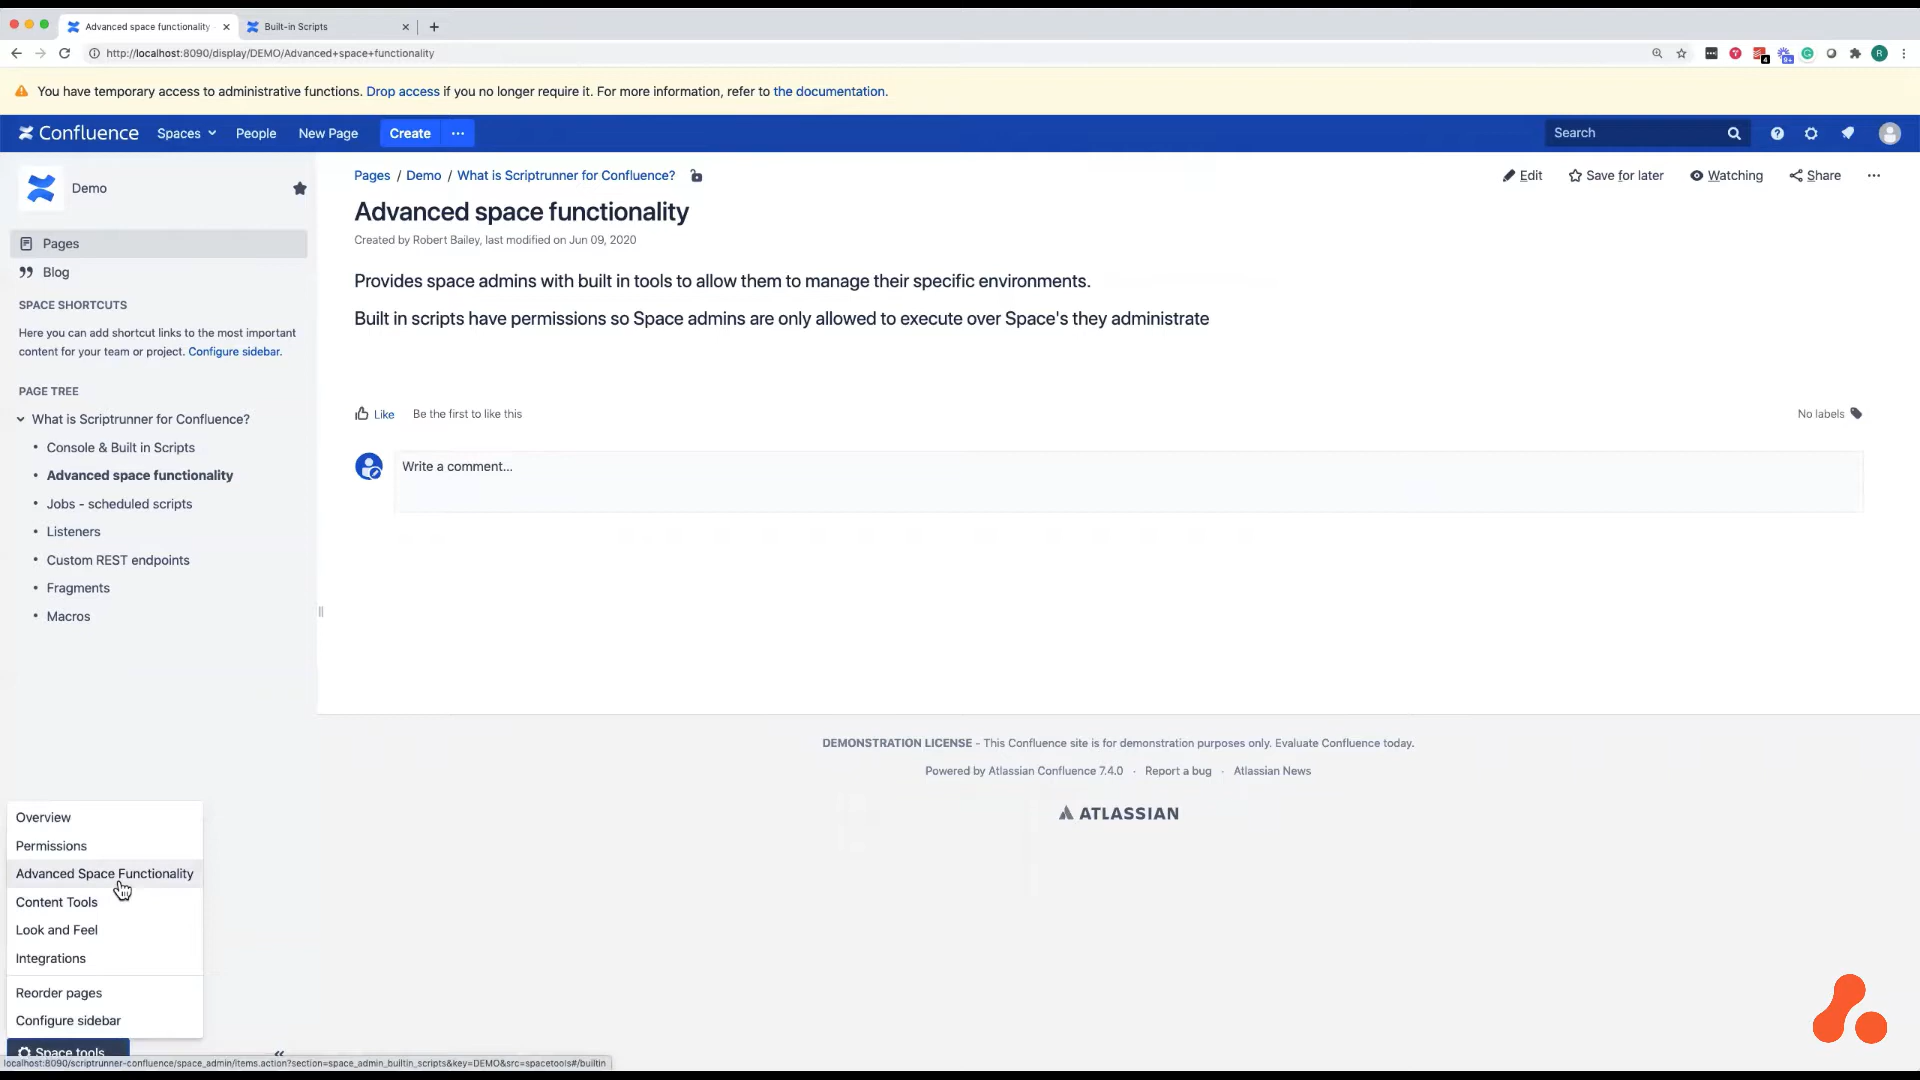 Advanced space functionality
Built-in Scripts
http://localhost:8090/display/DEMO/Advanced+space+functionality
4
9+
R
You have temporary access to administrative functions. Drop access if you no longer require it. For more information, refer to the documentation.
Confluence
Spaces
People
New Page
Create
Search
Demo
Pages / Demo / What is Scriptrunner for Confluence?
Edit
Save for later
Watching
Share
Advanced space functionality
Created by Robert Bailey, last modified on Jun 09, 2020
Pages
Blog
Provides space admins with built in tools to allow them to manage their specific environments.
Built in scripts have permissions so Space admins are only allowed to execute over Space's they administrate
SPACE SHORTCUTS
Here you can add shortcut links to the most important
content for your team or project. Configure sidebar.
PAGE TREE
What is Scriptrunner for Confluence?
Console & Built in Scripts
Advanced space functionality
Jobs - scheduled scripts
Listeners
Custom REST endpoints
Fragments
Macros
Like
Be the first to like this
No labels
Write a comment...
DEMONSTRATION LICENSE - This Confluence site is for demonstration purposes only. Evaluate Confluence today.
Powered by Atlassian Confluence 7.4.0 · Report a bug · Atlassian News
ATLASSIAN
Overview
Permissions
Advanced Space Functionality
Content Tools
Look and Feel
Integrations
Reorder pages
Configure sidebar
Space tools
localhost:8090/scriptrunner-confluence/space_admin/items.action?section=space_admin_builtin_scripts&key=DEMO&src=spacetools#/builtin